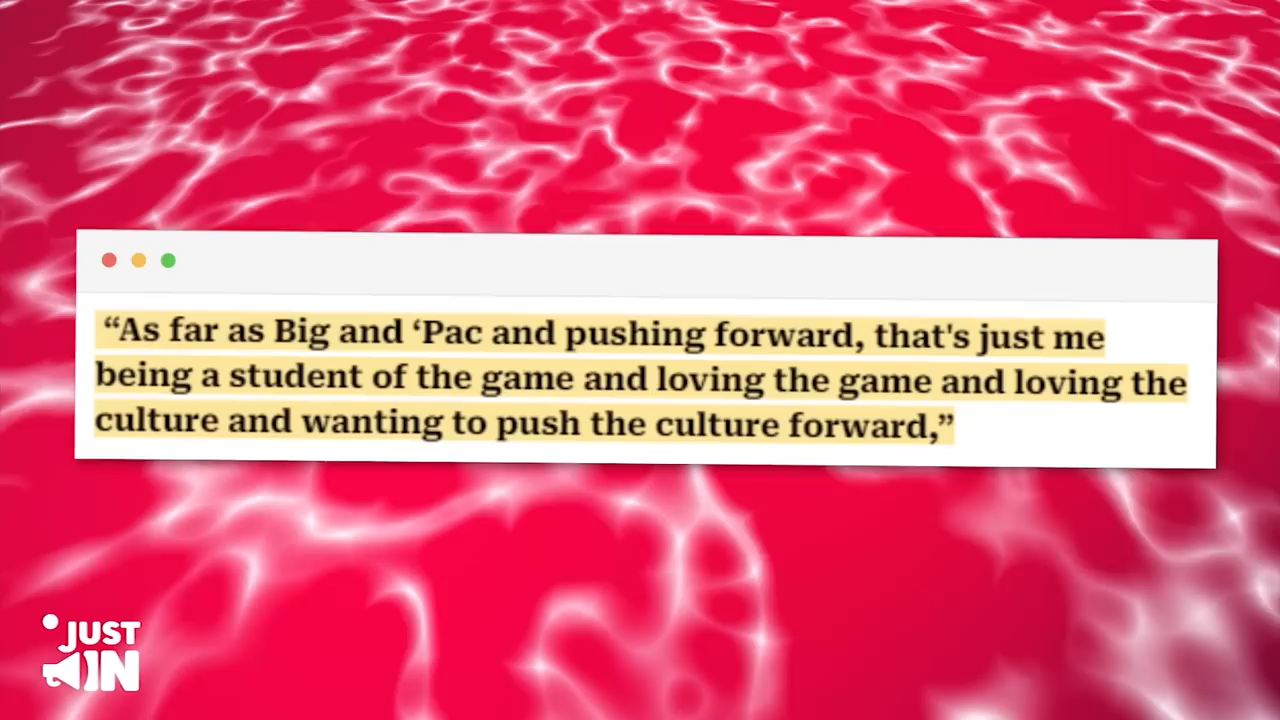 “As far as Big and ‘Pac and pushing forward, that's just me
being a student of the game and loving the game and loving the
culture and wanting to push the culture forward,”
JUST
IN